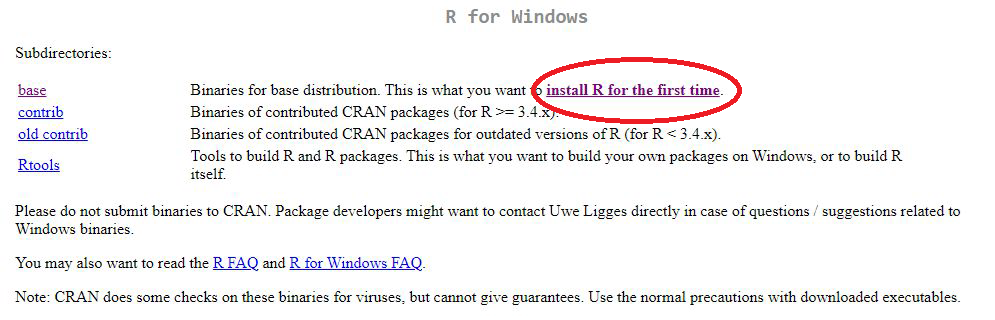 R for Windows
Subdirectories:
base Binaries for base distribution. This is what you want to install R for the first time.
contrib Binaries of contributed CRAN packages (for R >= 3.4.x).
old contrib Binaries of contributed CRAN packages for outdated versions of R (for R < 3.4.x).
Rtools Tools to build R and R packages. This is what you want to build your own packages on Windows, or to build R
itself.
Please do not submit binaries to CRAN. Package developers might want to contact Uwe Ligges directly in case of questions / suggestions related to
Windows binaries.
You may also want to read the R FAQ and R for Windows FAQ.
Note: CRAN does some checks on these binaries for viruses, but cannot give guarantees. Use the normal precautions with downloaded executables.